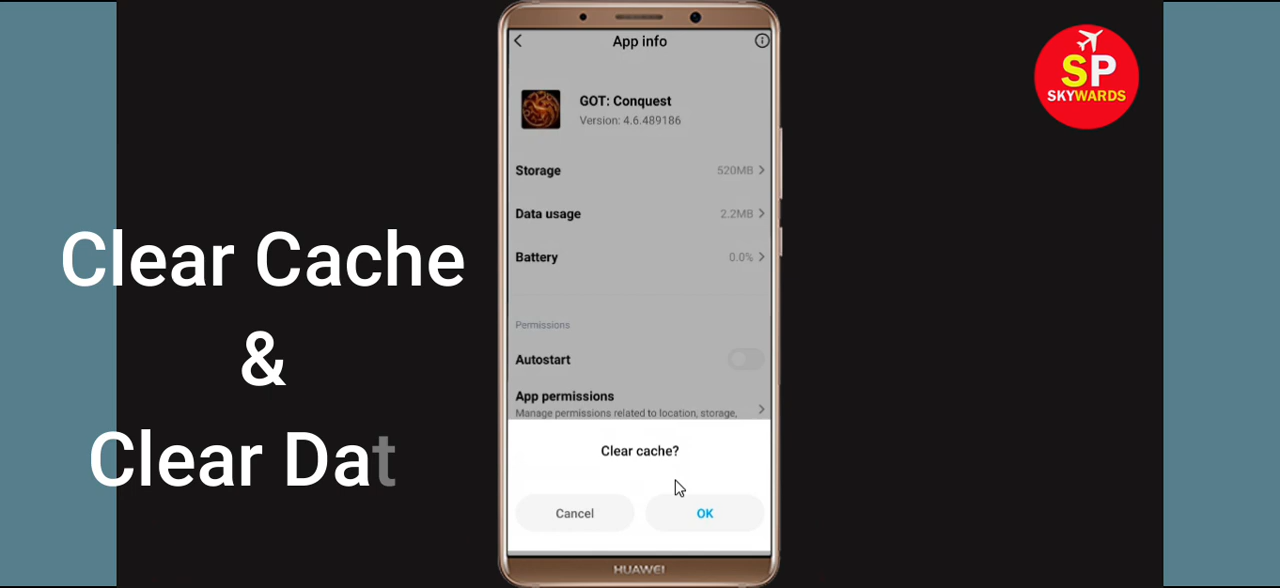 App info
GOT: Conquest
Version: 4.6.489186
Storage 520MB
Data usage 2.2MB
Battery 0.0%
Permissions
Autostart
App permissions
Manage permissions related to location, storage,
Clear cache?
Cancel OK
HUAWEI
Clear Cache
&
Clear Dat
SP
SKYWARDS